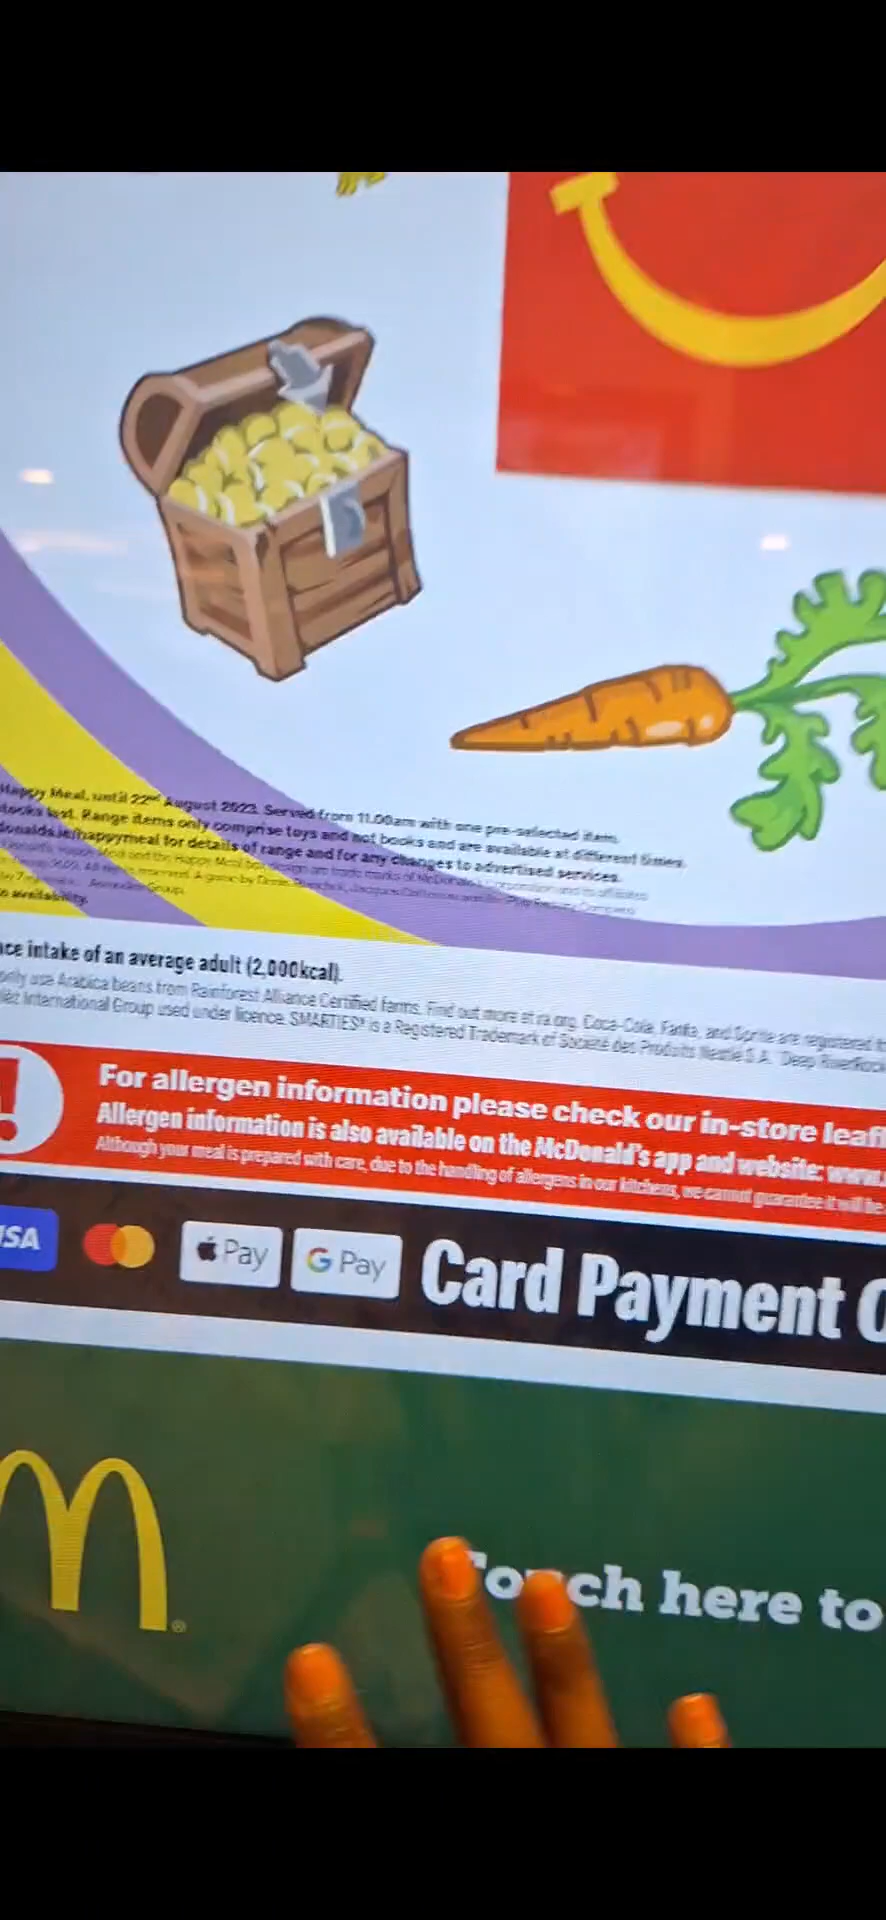 Happy Meal, until 22nd August 2023. Served from 11.00am with one pre-selected item,
stocks last. Range items only comprise toys and not books and are available at different times.
donalds.ie/happymeal for details of range and for any changes to advertised services.
Group.
to availability.
ce intake of an average adult (2,000kcal).
only use Arabica beans from Rainforest Alliance Certified farms. Find out more at ra.org. Coca-Cola, Fanta, and Sprite are registered
International Group used under licence. SMARTIES® is a Registered Trademark of Société des Produits Nestlé S.A. Deep RiverRock
!
For allergen information please check our in-store leafl
Allergen information is also available on the McDonald's app and website: www.
Although your meal is prepared with care, due to the handling of allergens in our kitchens, we cannot guarantee it will be
ISA
Pay
G Pay
Card Payment O
M
®
Touch here to